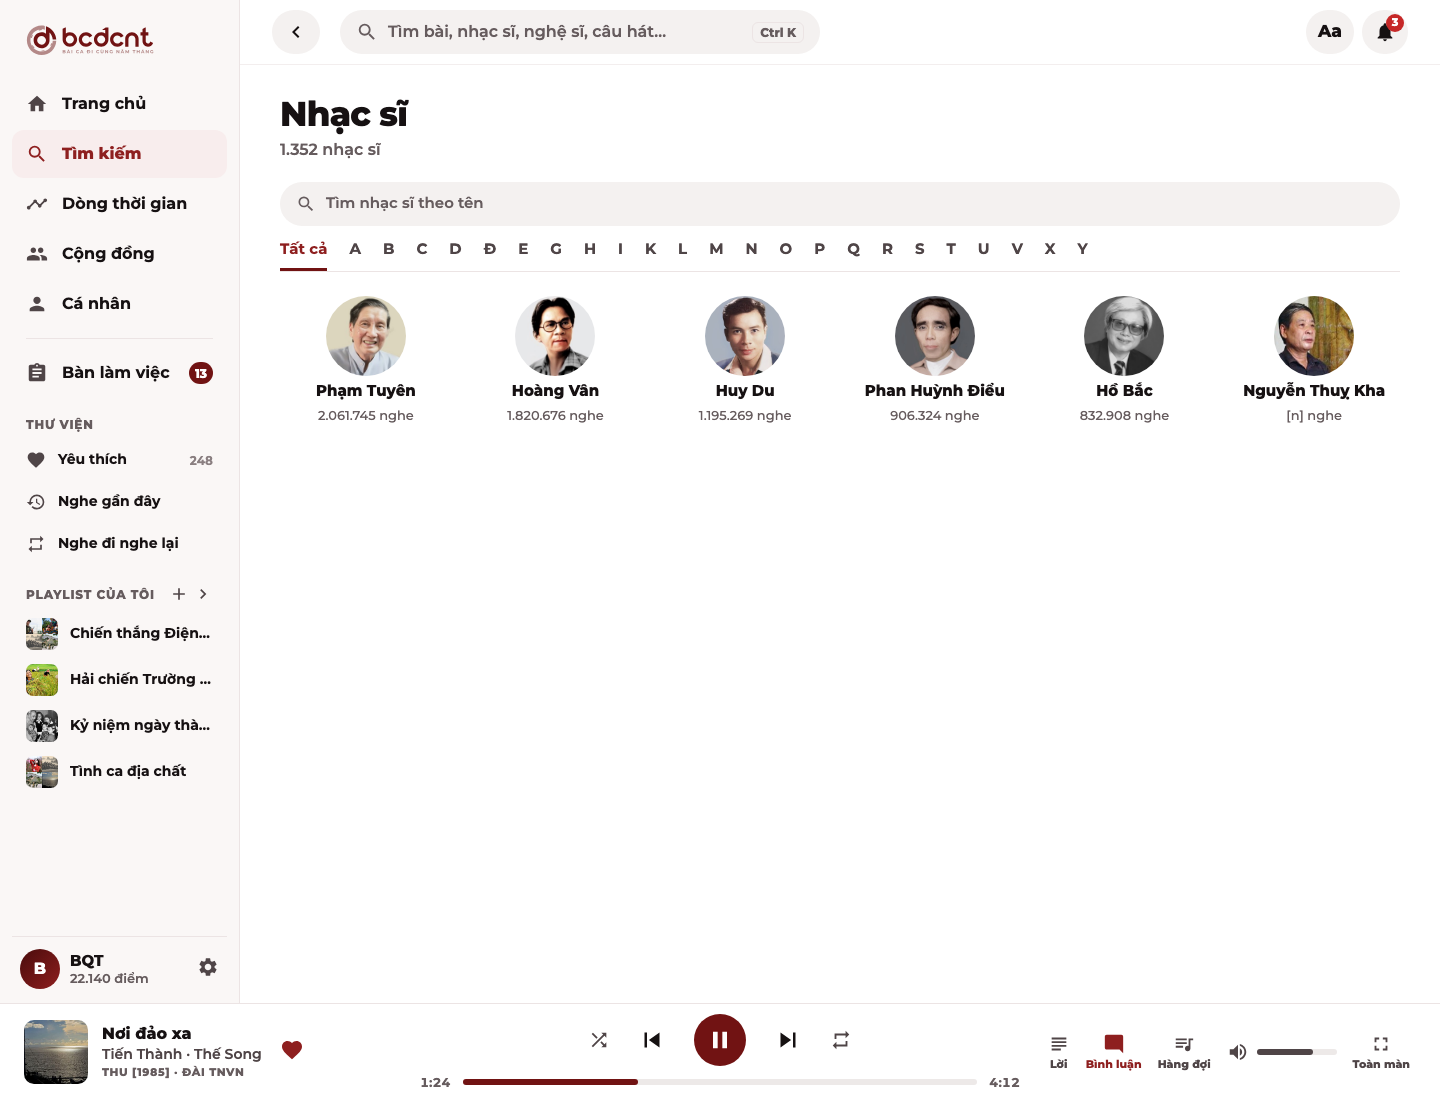 bcdcnt
BÀI CA ĐI CÙNG NĂM THÁNG
Trang chủ
Tìm kiếm
Dòng thời gian
Cộng đồng
Cá nhân
Bàn làm việc 13
THƯ VIỆN
Yêu thích 248
Nghe gần đây
Nghe đi nghe lại
PLAYLIST CỦA TÔI
Chiến thắng Điện...
Hải chiến Trường ...
Kỷ niệm ngày thà...
Tình ca địa chất
B
BQT
22.140 điểm
Tìm bài, nhạc sĩ, nghệ sĩ, câu hát... Ctrl K
Aa
3
Nhạc sĩ
1.352 nhạc sĩ
Tìm nhạc sĩ theo tên
Tất cả A B C D Đ E G H I K L M N O P Q R S T U V X Y
Phạm Tuyên
2.061.745 nghe
Hoàng Vân
1.820.676 nghe
Huy Du
1.195.269 nghe
Phan Huỳnh Điểu
906.324 nghe
Hồ Bắc
832.908 nghe
Nguyễn Thuỵ Kha
[n] nghe
Nơi đảo xa
Tiến Thành · Thế Song
THU [1985] · ĐÀI TNVN
1:24
4:12
Lời
Bình luận
Hàng đợi
Toàn màn